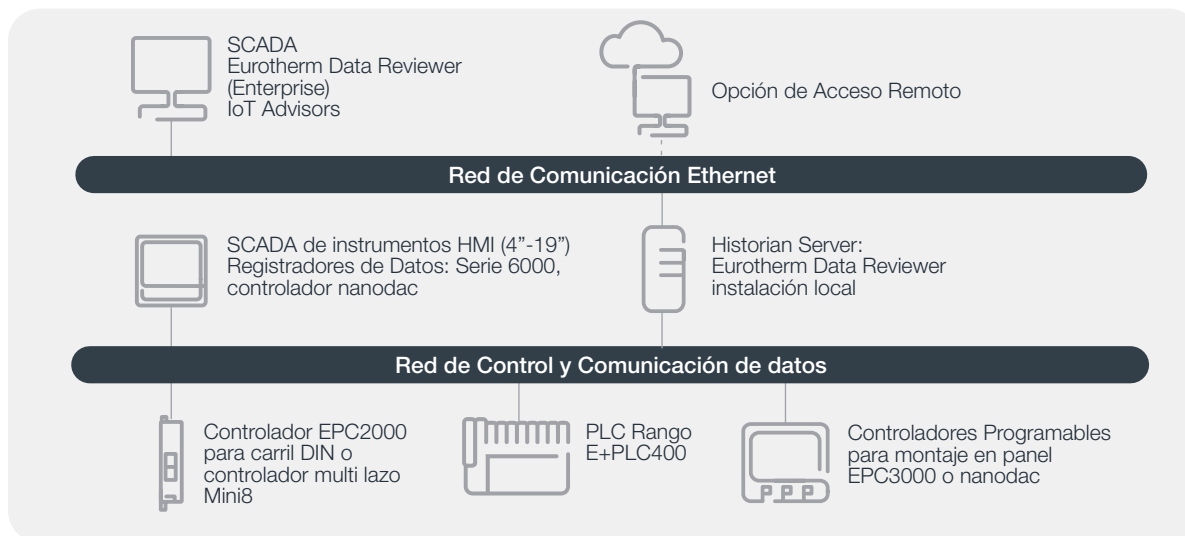 SCADA
Eurotherm Data Reviewer
(Enterprise)
IoT Advisors
Opción de Acceso Remoto
Red de Comunicación Ethernet
SCADA de instrumentos HMI (4”-19”)
Registradores de Datos: Serie 6000,
controlador nanodac
Historian Server:
Eurotherm Data Reviewer
instalación local
Red de Control y Comunicación de datos
Controlador EPC2000
para carril DIN o
controlador multi lazo
Mini8
PLC Rango
E+PLC400
Controladores Programables
para montaje en panel
EPC3000 o nanodac